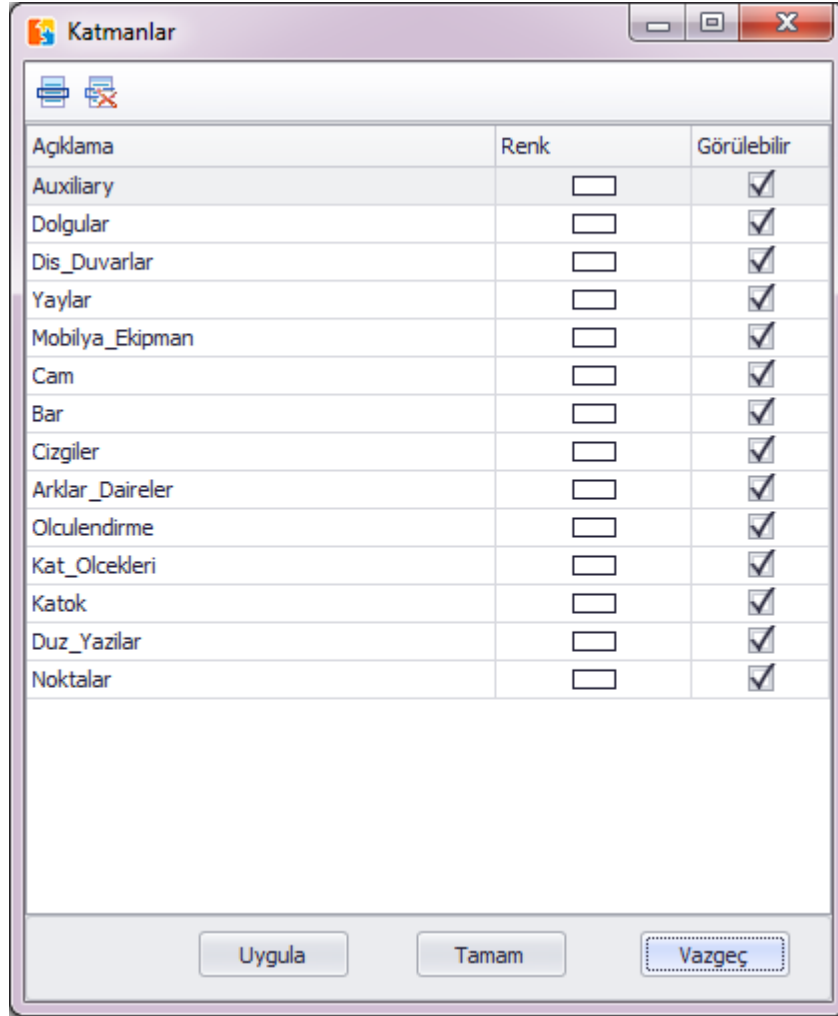 Katmanlar
Açıklama Renk Görülebilir
Auxiliary
Dolgular
Dis_Duvarlar
Yaylar
Mobilya_Ekipman
Cam
Bar
Cizgiler
Arklar_Daireler
Olculendirme
Kat_Olcekleri
Katok
Duz_Yazilar
Noktalar
Uygula Tamam Vazgeç